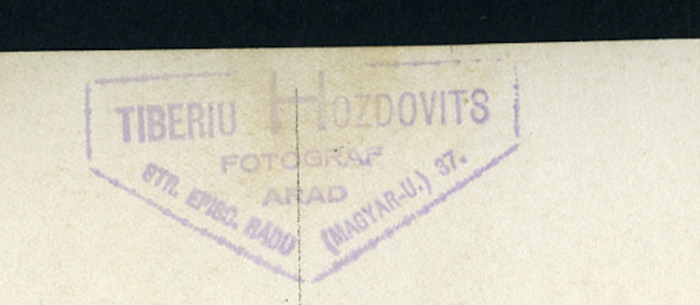 TIBERIU HOZDOVITS
FOTOGRAF
ARAD
STR. EPISC. RADU (MAGYAR-U.) 37.